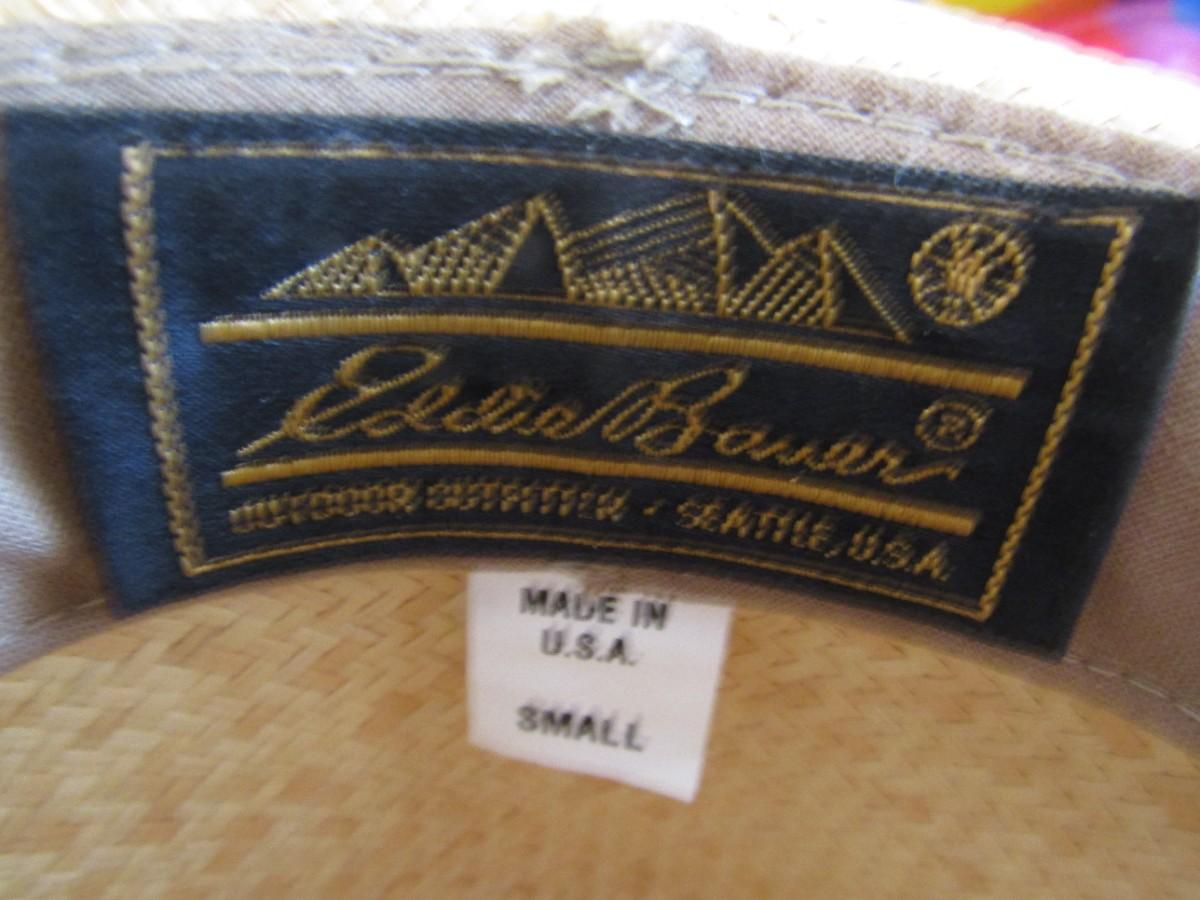 Eddie Bauer ®
OUTDOOR OUTFITTER / SEATTLE, U.S.A.
MADE IN
U.S.A.
SMALL